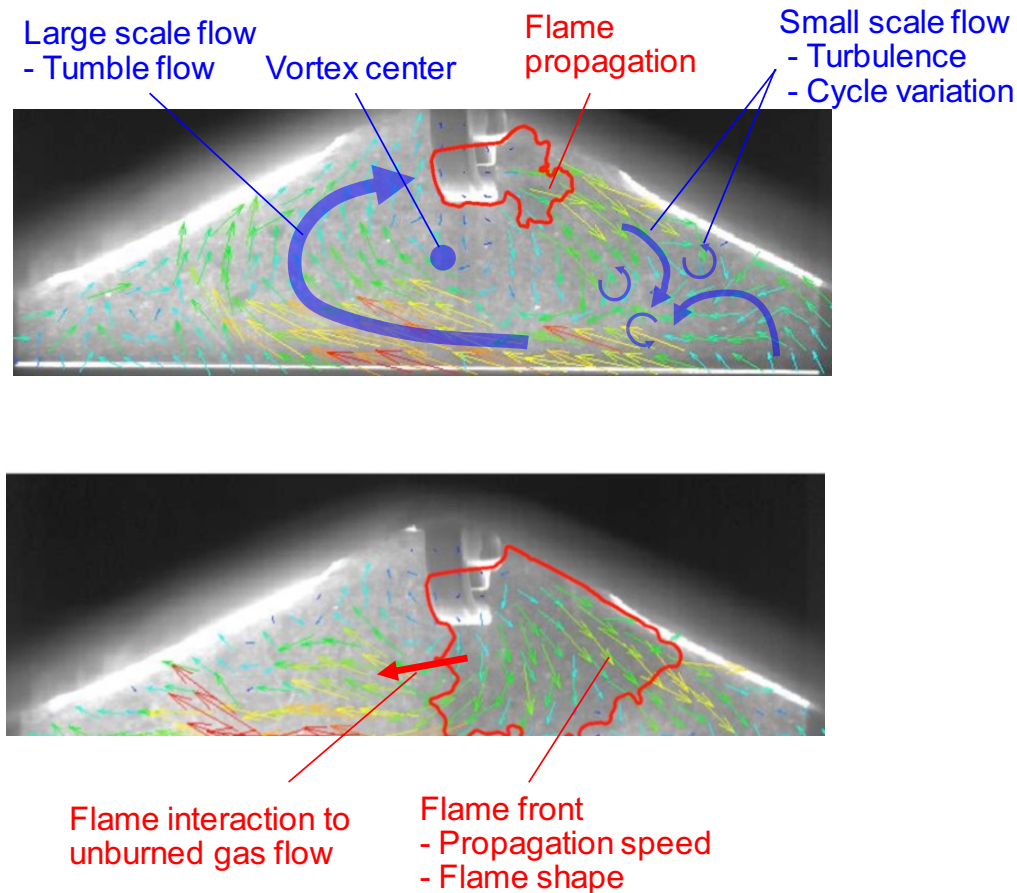 Large scale flow
- Tumble flow
Vortex center
Flame
propagation
Small scale flow
- Turbulence
- Cycle variation
Flame interaction to
unburned gas flow
Flame front
- Propagation speed
- Flame shape